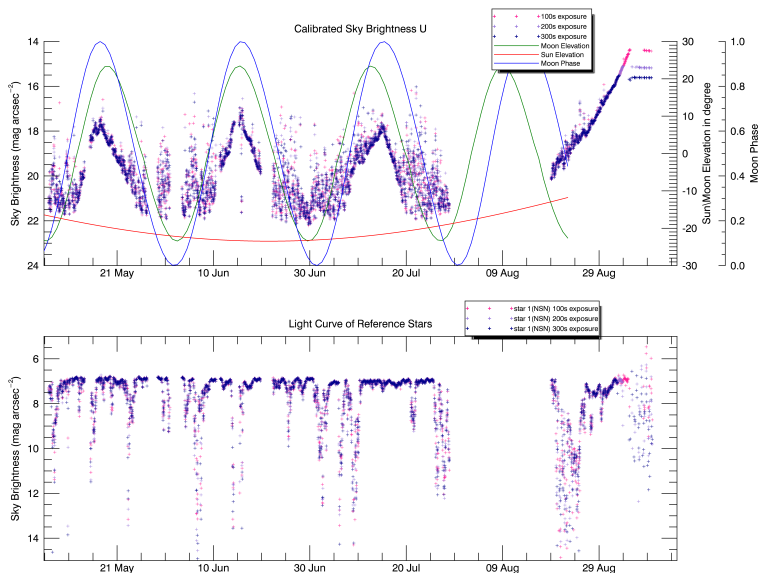 Calibrated Sky Brightness U
100s exposure
200s exposure
300s exposure
Moon Elevation
Sun Elevation
Moon Phase
14
16
18
20
22
24
Sky Brightness (mag arcsec−2)
30
20
10
0
-10
-20
-30
Sun\Moon Elevation in degree
1.0
0.8
0.6
0.4
0.2
0.0
Moon Phase
21 May
10 Jun
30 Jun
20 Jul
09 Aug
29 Aug
Light Curve of Reference Stars
star 1(NSN) 100s exposure
star 1(NSN) 200s exposure
star 1(NSN) 300s exposure
6
8
10
12
14
Sky Brightness (mag arcsec−2)
21 May
10 Jun
30 Jun
20 Jul
09 Aug
29 Aug